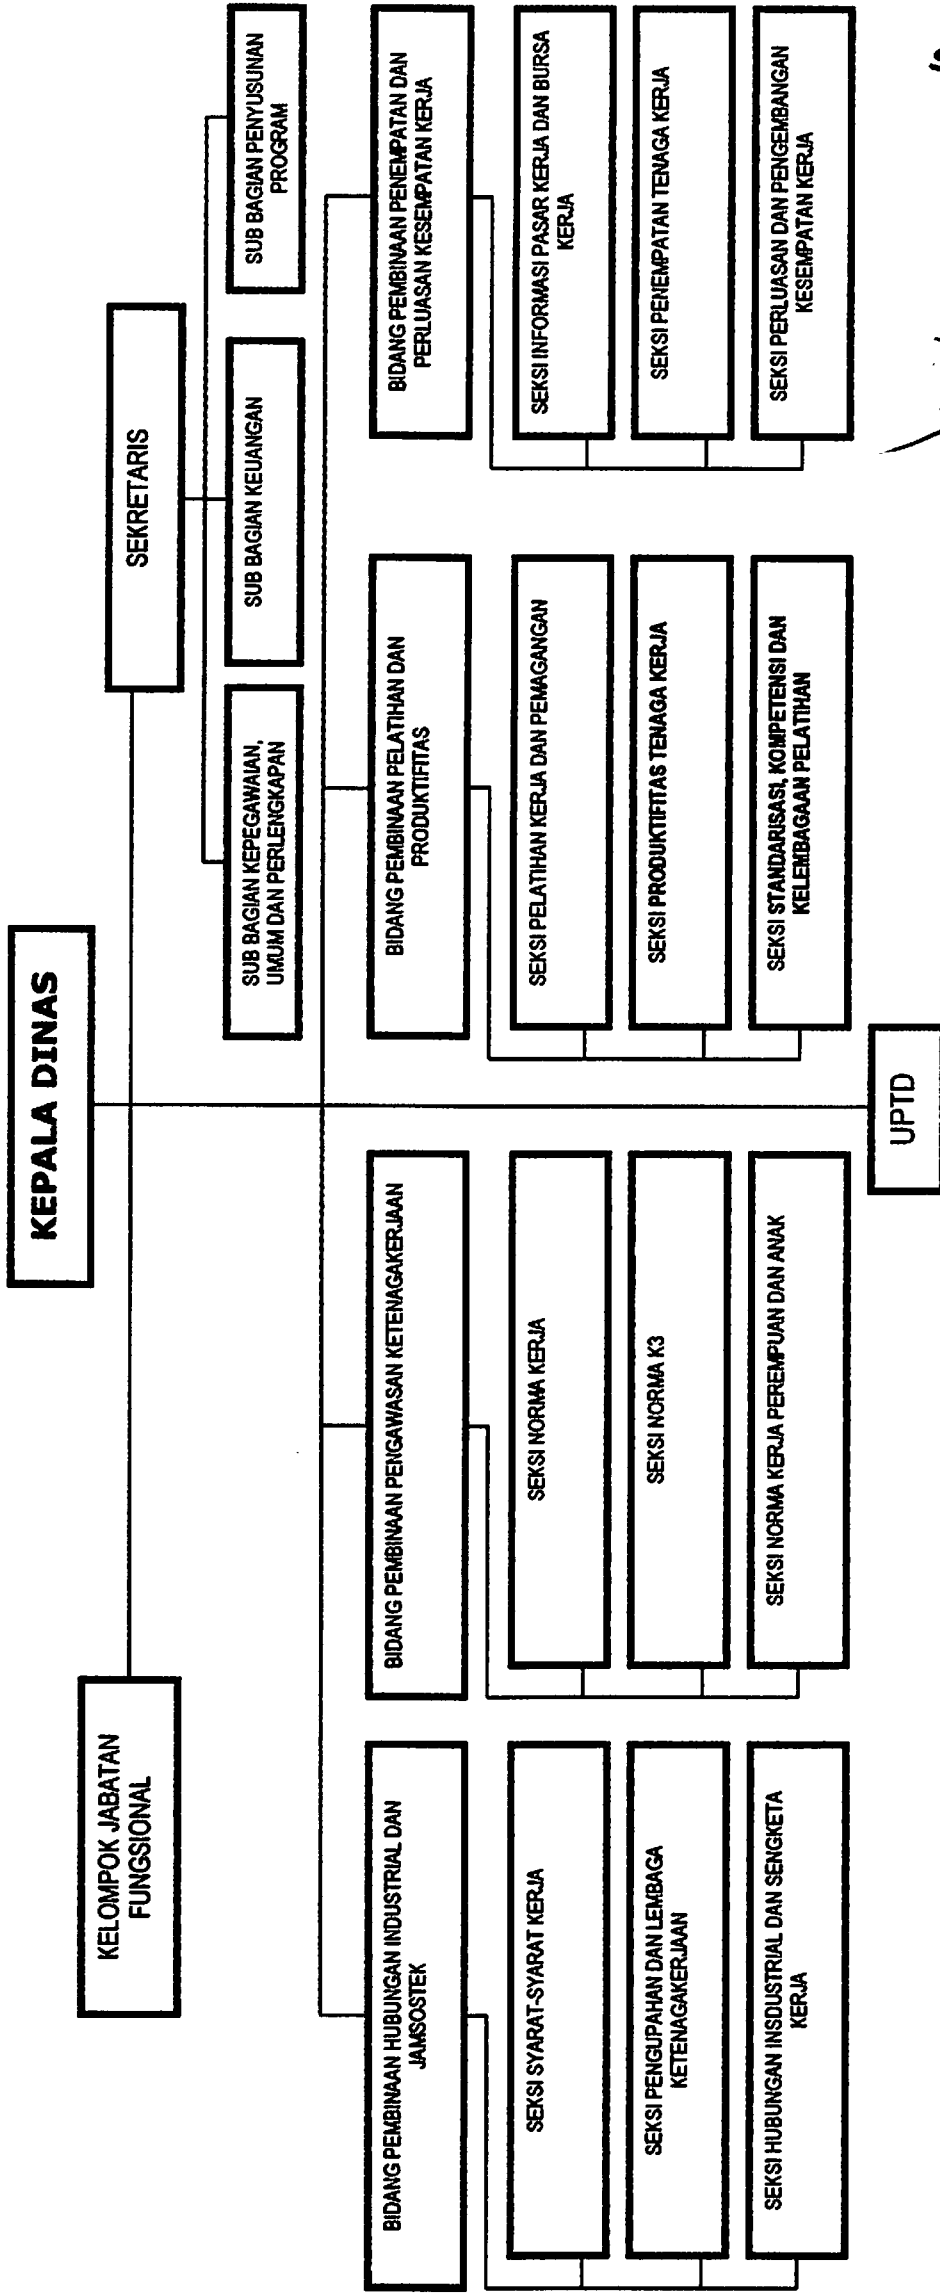 KEPALA DINAS
KELOMPOK JABATAN
FUNGSIONAL
SEKRETARIS
SUB BAGIAN KEPEGAWAIAN,
UMUM DAN PERLENGKAPAN
SUB BAGIAN KEUANGAN
SUB BAGIAN PENYUSUNAN
PROGRAM
BIDANG PEMBINAAN HUBUNGAN INDUSTRIAL DAN
JAMSOSTEK
SEKSI SYARAT-SYARAT KERJA
SEKSI PENGUPAHAN DAN LEMBAGA
KETENAGAKERJAAN
SEKSI HUBUNGAN INSDUSTRIAL DAN SENGKETA
KERJA
BIDANG PEMBINAAN PENGAWASAN KETENAGAKERJAAN
SEKSI NORMA KERJA
SEKSI NORMA K3
SEKSI NORMA KERJA PEREMPUAN DAN ANAK
BIDANG PEMBINAAN PELATIHAN DAN
PRODUKTIFITAS
SEKSI PELATIHAN KERJA DAN PEMAGANGAN
SEKSI PRODUKTIFITAS TENAGA KERJA
SEKSI STANDARISASI, KOMPETENSI DAN
KELEMBAGAAN PELATIHAN
BIDANG PEMBINAAN PENEMPATAN DAN
PERLUASAN KESEMPATAN KERJA
SEKSI INFORMASI PASAR KERJA DAN BURSA
KERJA
SEKSI PENEMPATAN TENAGA KERJA
SEKSI PERLUASAN DAN PENGEMBANGAN
KESEMPATAN KERJA
UPTD